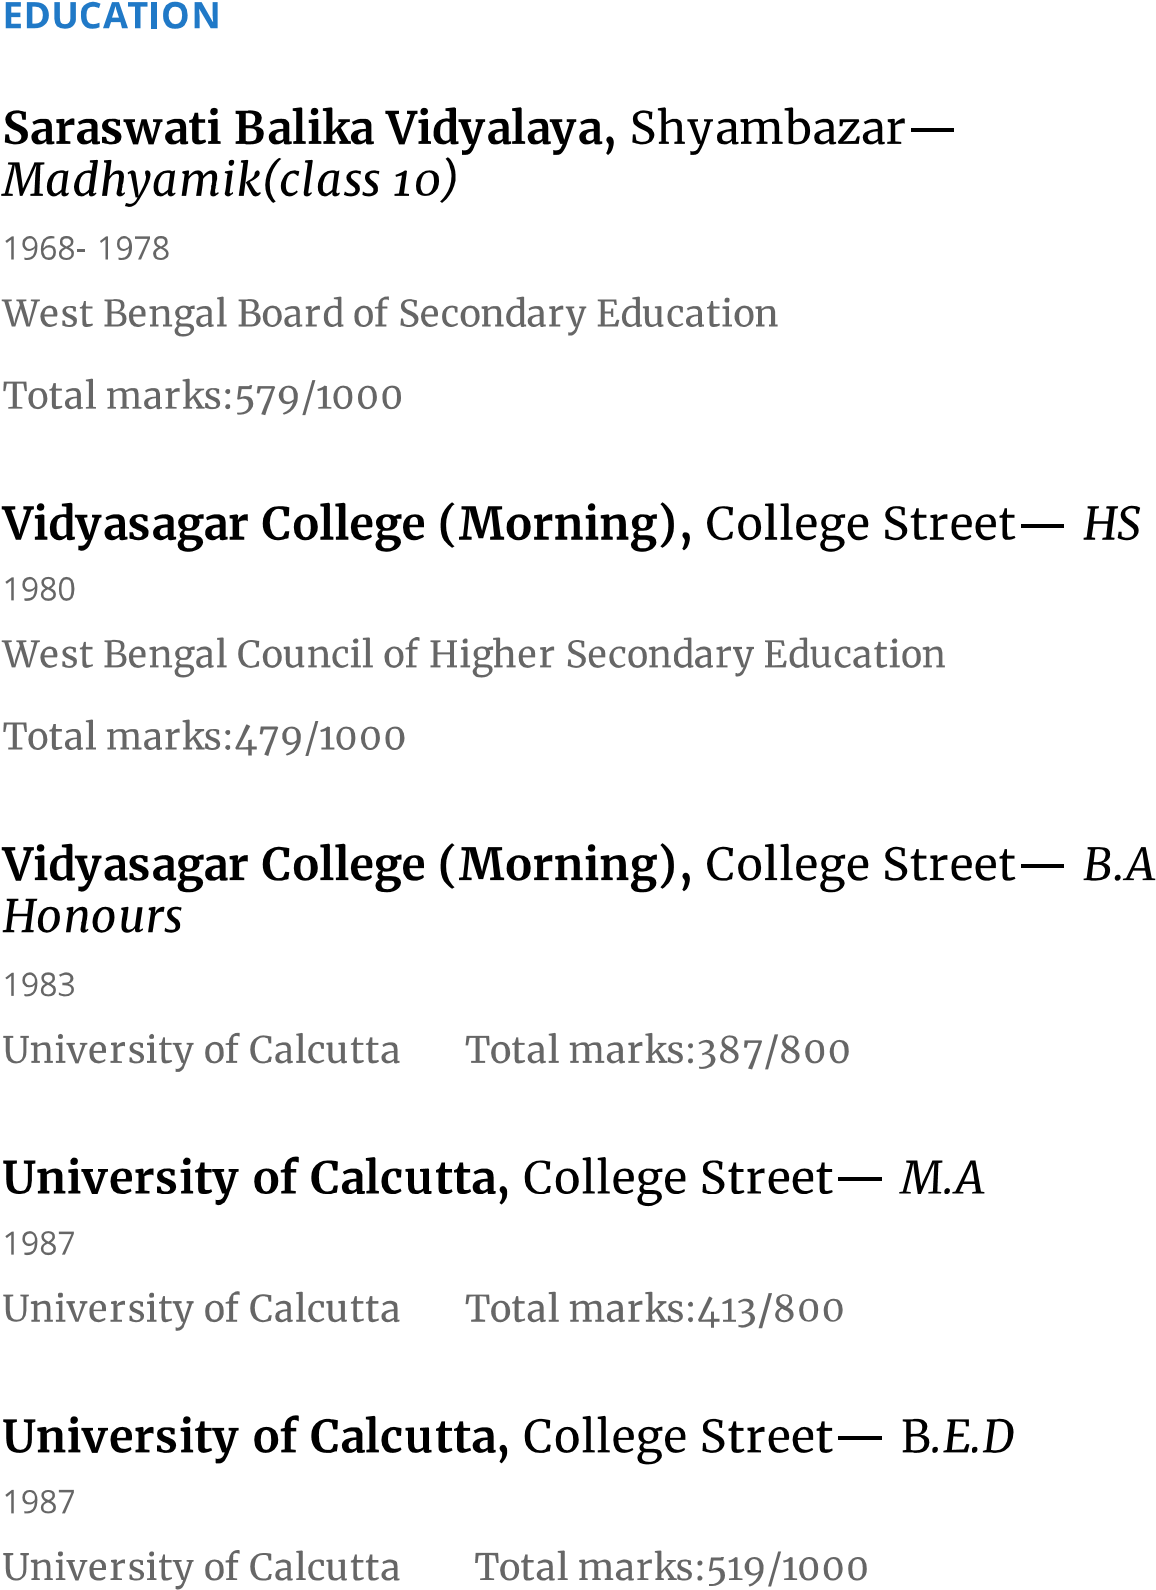 EDUCATION
Saraswati Balika Vidyalaya, Shyambazar—
Madhyamik(class 10)
1968- 1978
West Bengal Board of Secondary Education
Total marks:579/1000
Vidyasagar College (Morning), College Street— HS
1980
West Bengal Council of Higher Secondary Education
Total marks:479/1000
Vidyasagar College (Morning), College Street— B.A
Honours
1983
University of Calcutta Total marks:387/800
University of Calcutta, College Street— M.A
1987
University of Calcutta Total marks:413/800
University of Calcutta, College Street— B.E.D
1987
University of Calcutta Total marks:519/1000